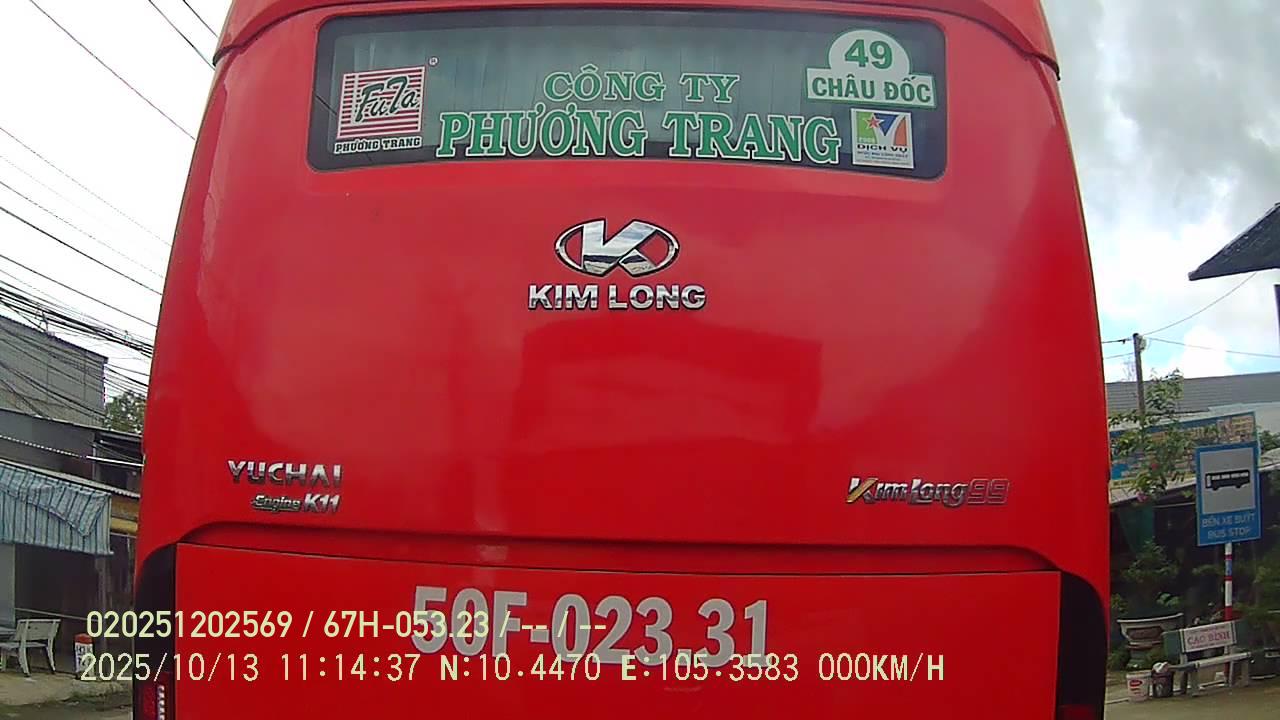 49
CHÂU ĐỐC
FuTa
PHƯƠNG TRANG
CÔNG TY
PHƯƠNG TRANG
DỊCH VỤ
KIM LONG
YUCHAI
Engine K11
KimLong99
BẾN XE BUÝT
BUS STOP
CAO BÌNH
50F-023.31
020251202569 / 67H-053.23 / -- / --
2025/10/13 11:14:37 N:10.4470 E:105.3583 000KM/H